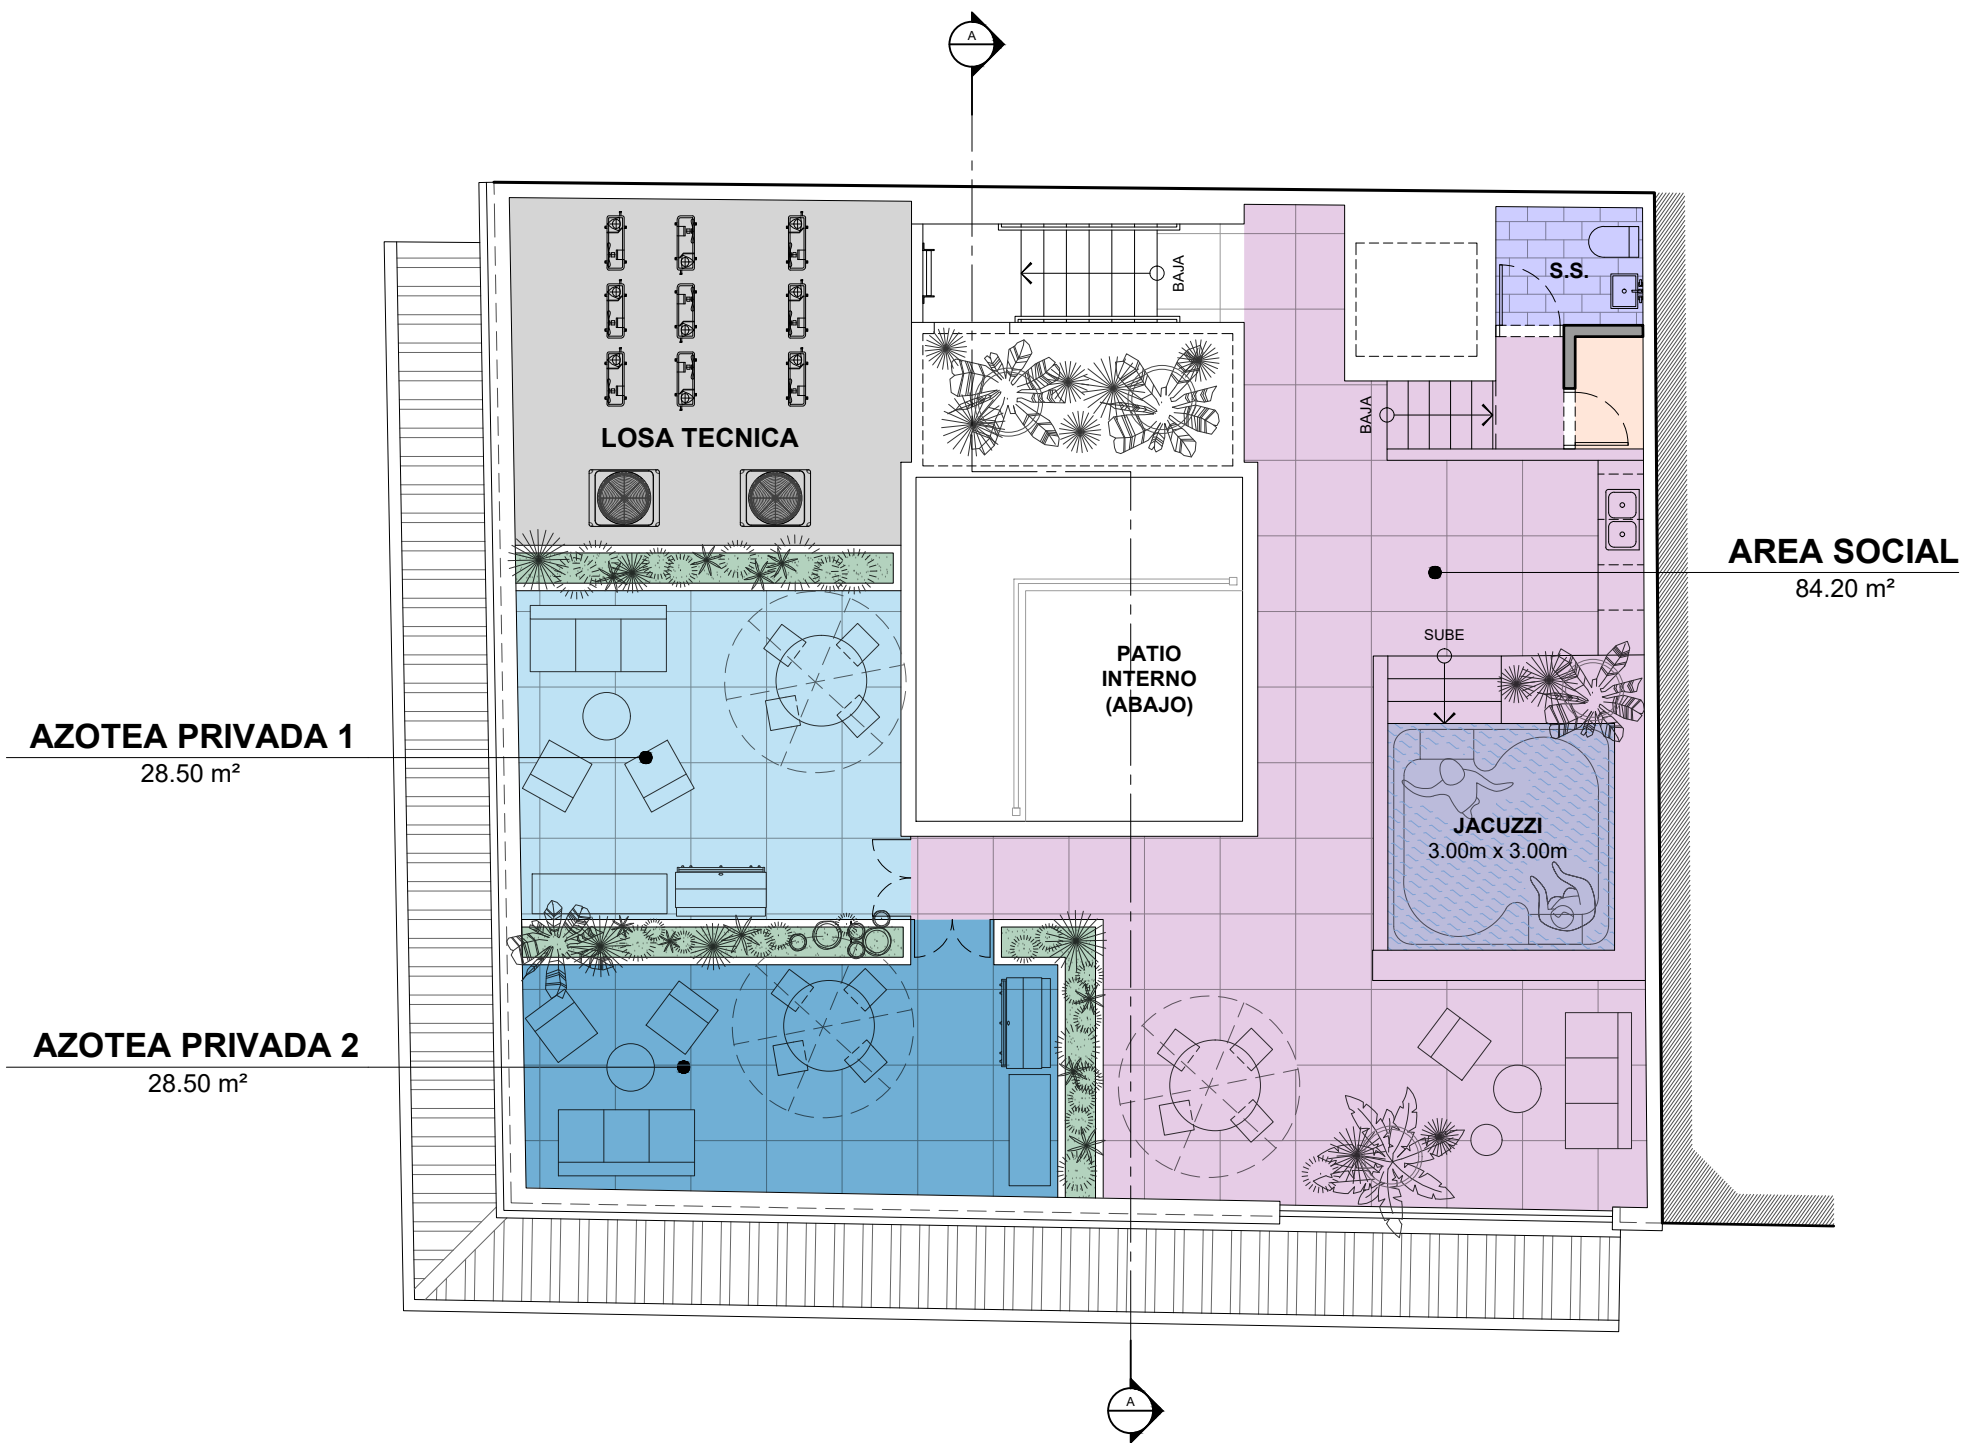 A
BAJA
S.S.
BAJA
LOSA TECNICA
AREA SOCIAL
84.20 m²
SUBE
PATIO
INTERNO
(ABAJO)
AZOTEA PRIVADA 1
28.50 m²
JACUZZI
3.00m x 3.00m
AZOTEA PRIVADA 2
28.50 m²
A